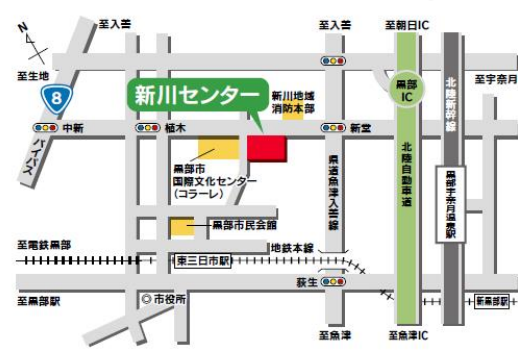 N
至入善
至入善
至朝日IC
至生地
8
バイパス
新川センター
新川地域
消防本部
黒部
IC
北陸新幹線
至宇奈月
中新
植木
新堂
黒部市
国際文化センター
(コラーレ)
県道魚津入善線
北陸自動車道
黒部宇奈月温泉駅
黒部市民会館
至電鉄黒部
地鉄本線
東三日市駅
荻生
至黒部駅
◎市役所
新黒部駅
至魚津
至魚津IC